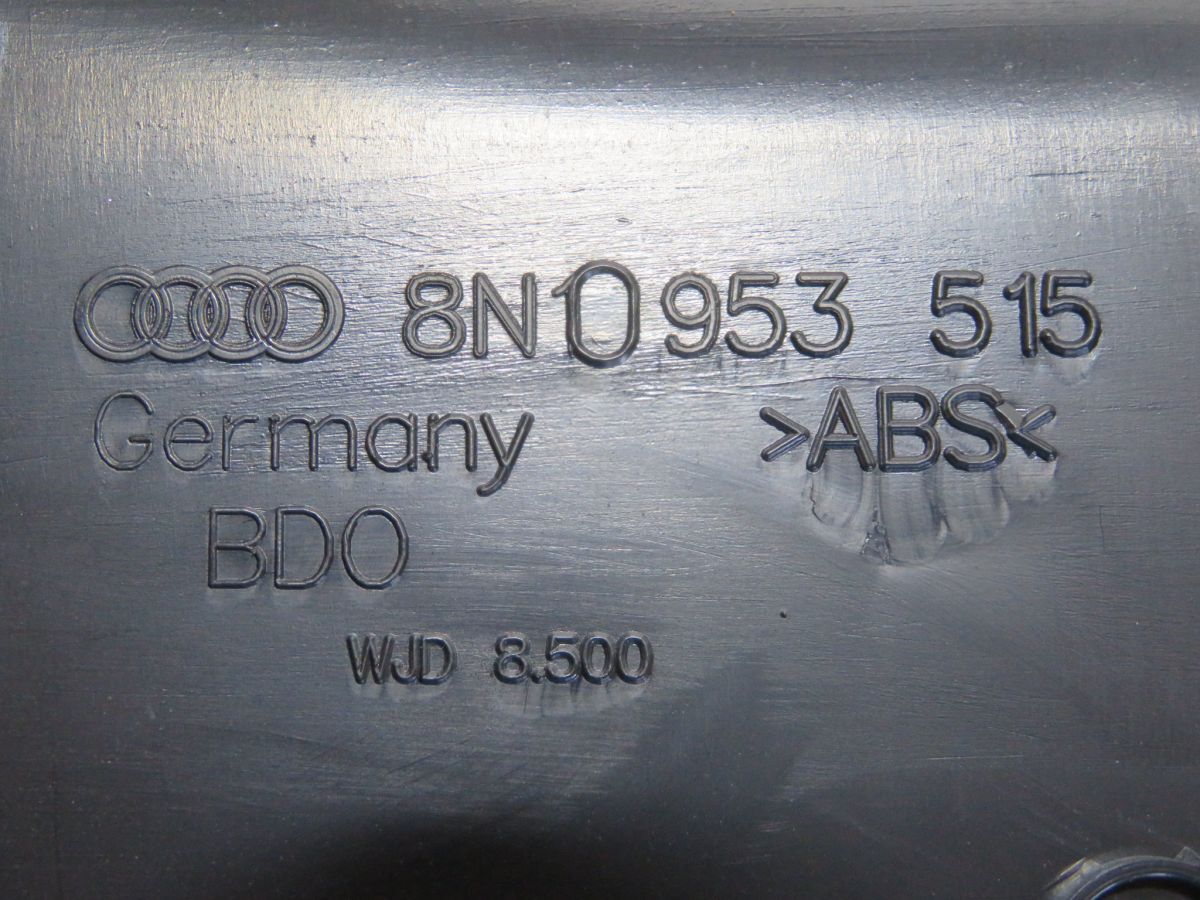 8N0 953 515
Germany >ABS<
BDO
WJD 8.500